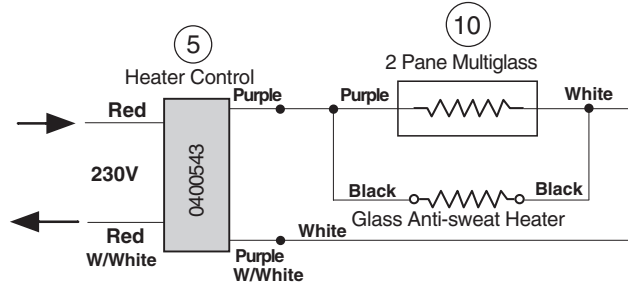 5
Heater Control
10
2 Pane Multiglass
Red
Purple
Purple
White
230V
0400543
Black
Black
Glass Anti-sweat Heater
Red
W/White
Purple
W/White
White